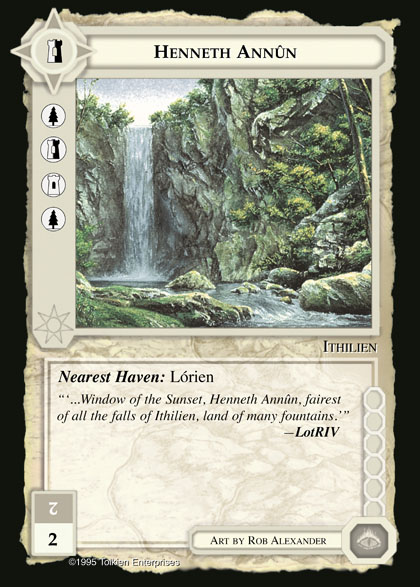 HENNETH ANNÛN
ITHILIEN
Nearest Haven: Lórien
“‘...Window of the Sunset, Henneth Annûn, fairest
of all the falls of Ithilien, land of many fountains.’”
—LotRIV
2
2
ART BY ROB ALEXANDER
©1995 Tolkien Enterprises